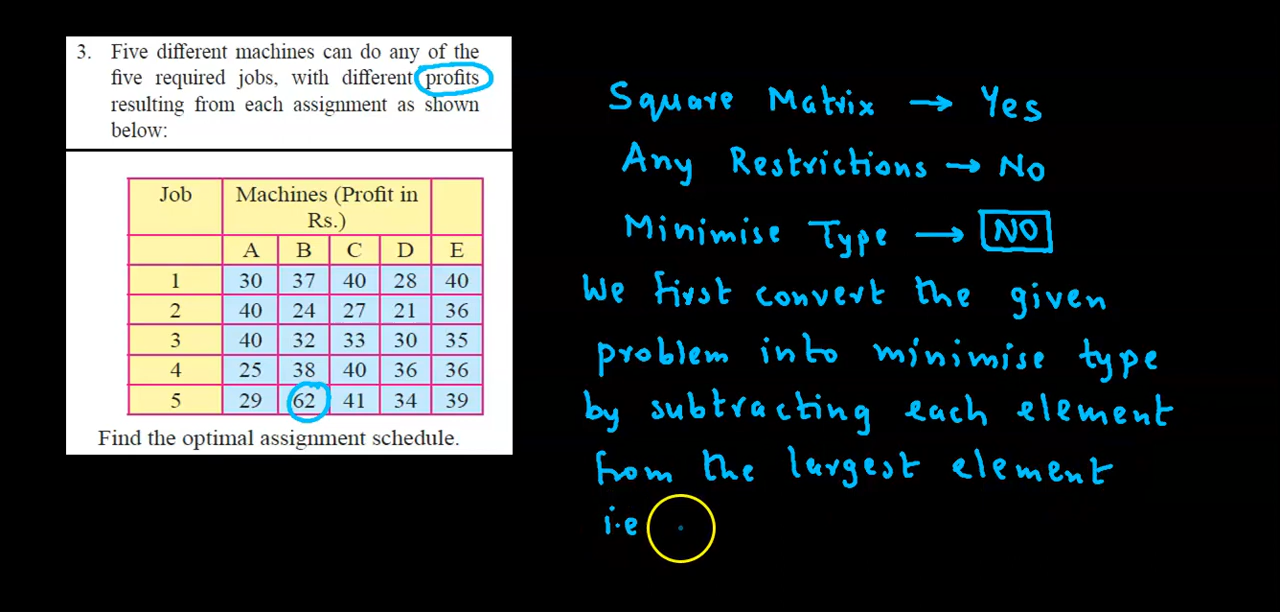 3. Five different machines can do any of the
five required jobs, with different profits
resulting from each assignment as shown
below:
Job Machines (Profit in
Rs.)
A B C D E
1 30 37 40 28 40
2 40 24 27 21 36
3 40 32 33 30 35
4 25 38 40 36 36
5 29 62 41 34 39
Find the optimal assignment schedule.
Square Matrix → Yes
Any Restrictions → No
Minimise Type → NO
We first convert the given
problem into minimise type
by subtracting each element
from the largest element
i.e